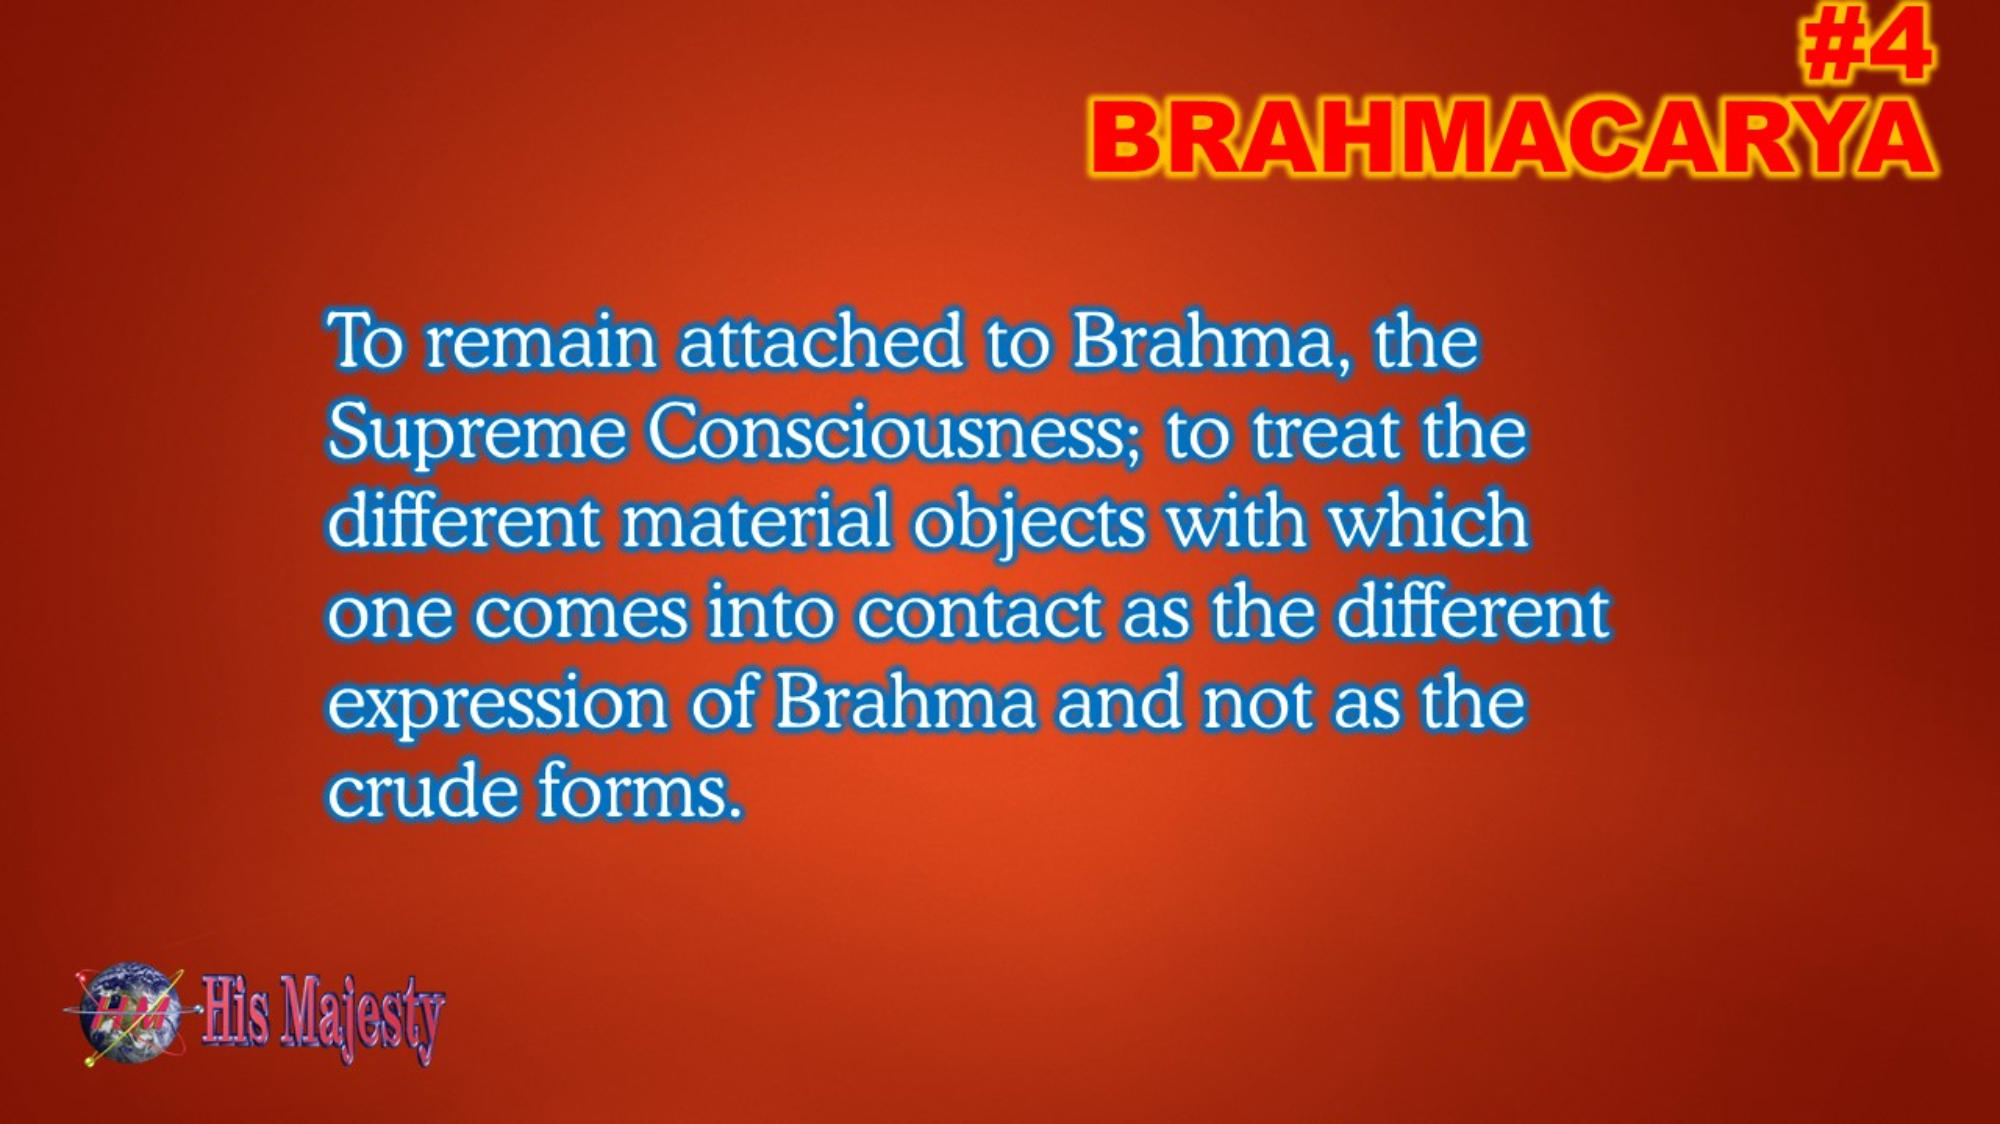 #4
BRAHMACARYA
To remain attached to Brahma, the
Supreme Consciousness; to treat the
different material objects with which
one comes into contact as the different
expression of Brahma and not as the
crude forms.
HM
His Majesty